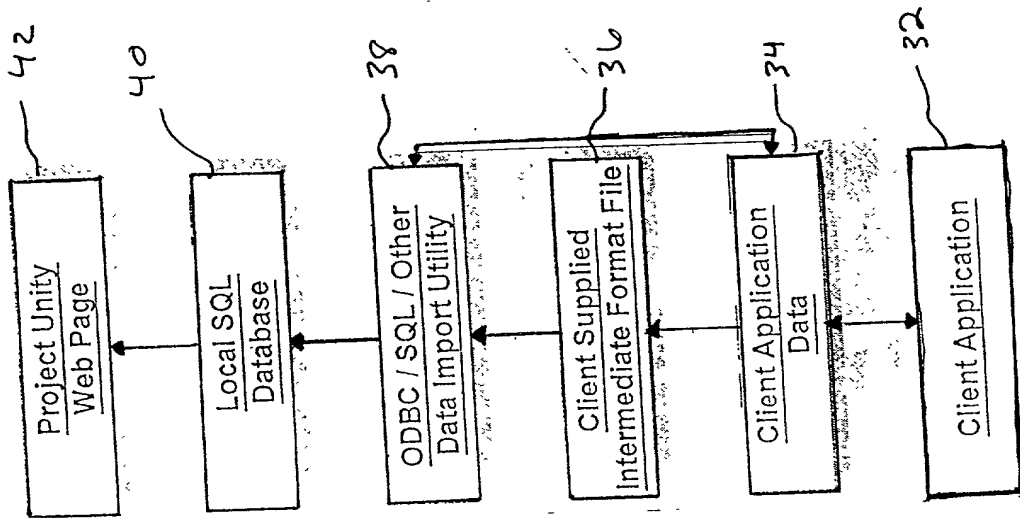 42
Project Unity
Web Page
40
Local SQL
Database
38
ODBC / SQL / Other
Data Import Utility
36
Client Supplied
Intermediate Format File
34
Client Application
Data
32
Client Application